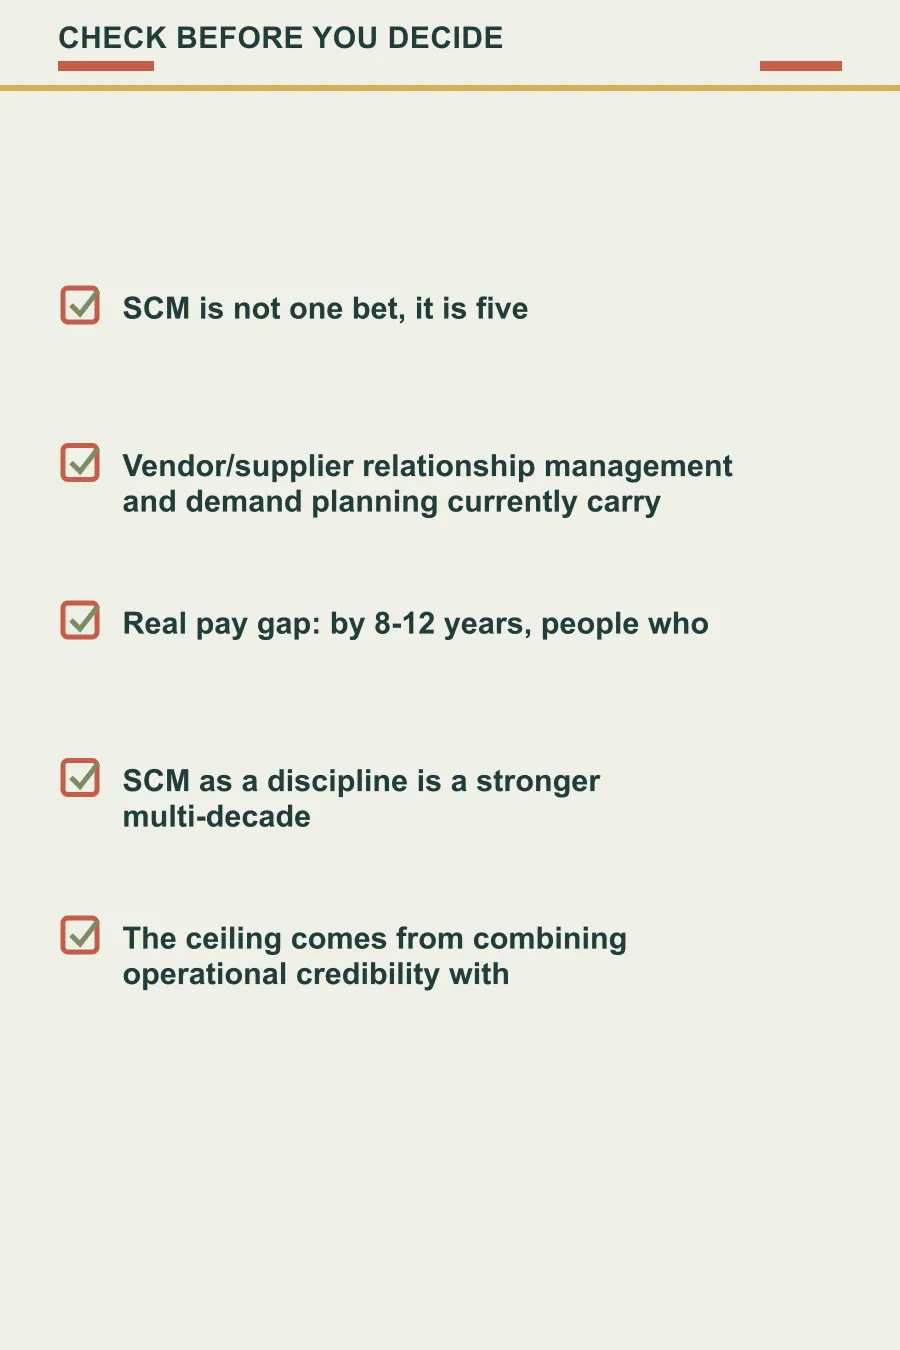 CHECK BEFORE YOU DECIDE
SCM is not one bet, it is five
Vendor/supplier relationship management
and demand planning currently carry
Real pay gap: by 8-12 years, people who
SCM as a discipline is a stronger
multi-decade
The ceiling comes from combining
operational credibility with